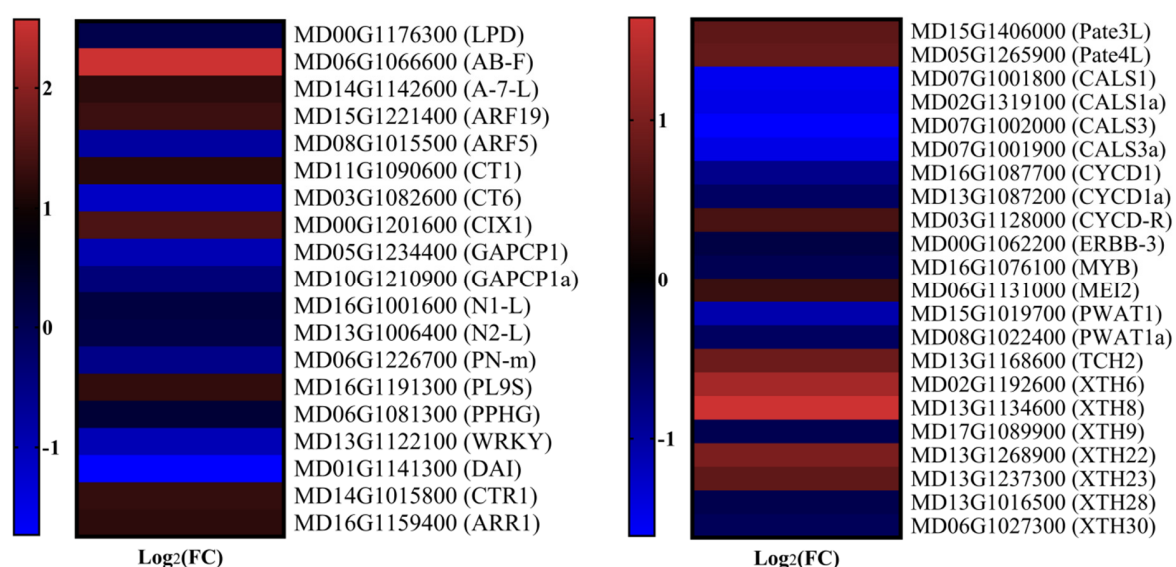 2
1
0
-1
MD00G1176300 (LPD)
MD06G1066600 (AB-F)
MD14G1142600 (A-7-L)
MD15G1221400 (ARF19)
MD08G1015500 (ARF5)
MD11G1090600 (CT1)
MD03G1082600 (CT6)
MD00G1201600 (CIX1)
MD05G1234400 (GAPCP1)
MD10G1210900 (GAPCP1a)
MD16G1001600 (N1-L)
MD13G1006400 (N2-L)
MD06G1226700 (PN-m)
MD16G1191300 (PL9S)
MD06G1081300 (PPHG)
MD13G1122100 (WRKY)
MD01G1141300 (DAI)
MD14G1015800 (CTR1)
MD16G1159400 (ARR1)
Log2(FC)
1
0
-1
MD15G1406000 (Pate3L)
MD05G1265900 (Pate4L)
MD07G1001800 (CALS1)
MD02G1319100 (CALS1a)
MD07G1002000 (CALS3)
MD07G1001900 (CALS3a)
MD16G1087700 (CYCD1)
MD13G1087200 (CYCD1a)
MD03G1128000 (CYCD-R)
MD00G1062200 (ERBB-3)
MD16G1076100 (MYB)
MD06G1131000 (MEI2)
MD15G1019700 (PWAT1)
MD08G1022400 (PWAT1a)
MD13G1168600 (TCH2)
MD02G1192600 (XTH6)
MD13G1134600 (XTH8)
MD17G1089900 (XTH9)
MD13G1268900 (XTH22)
MD13G1237300 (XTH23)
MD13G1016500 (XTH28)
MD06G1027300 (XTH30)
Log2(FC)